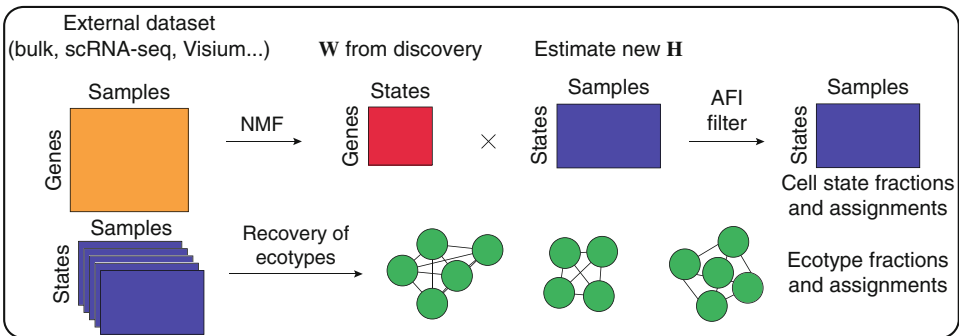 External dataset
(bulk, scRNA-seq, Visium...)
W from discovery
Estimate new H
Samples
Genes
NMF
States
Genes
×
Samples
States
AFI
filter
Samples
States
Cell state fractions
and assignments
Samples
States
Recovery of
ecotypes
Ecotype fractions
and assignments